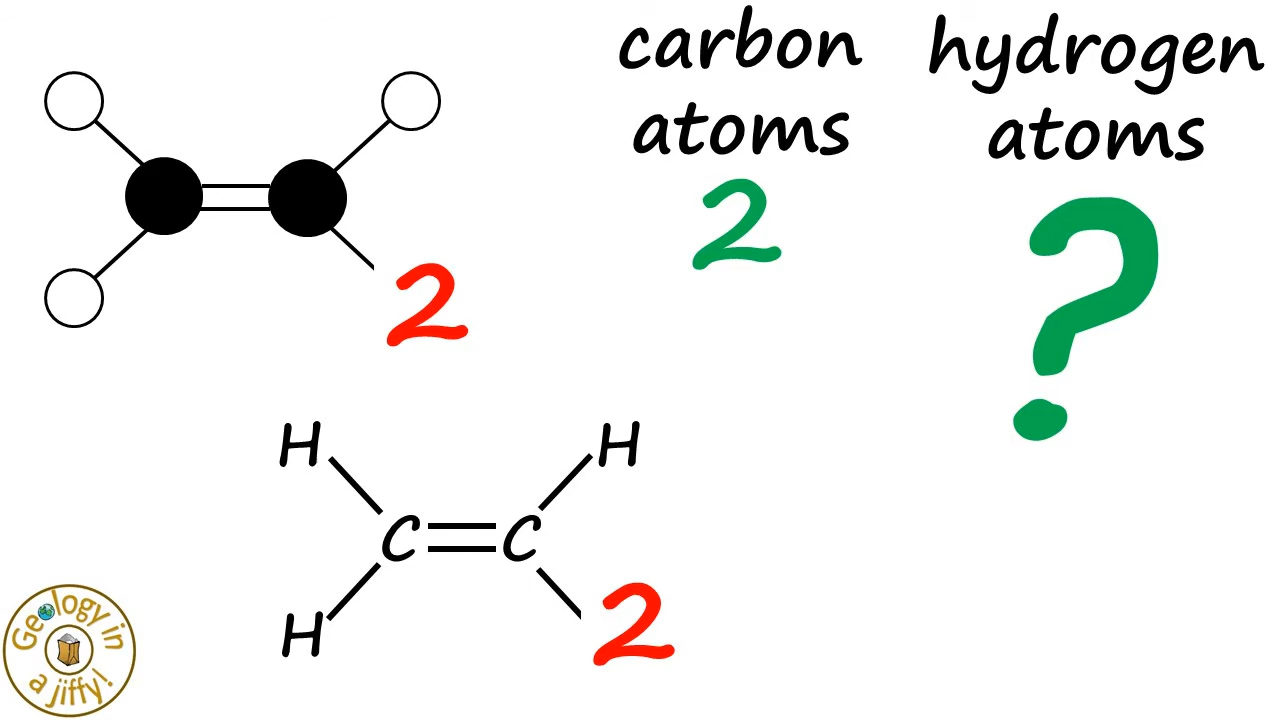 carbon
atoms
2
hydrogen
atoms
?
2
H H
C C
H 2
Geology in
a jiffy!